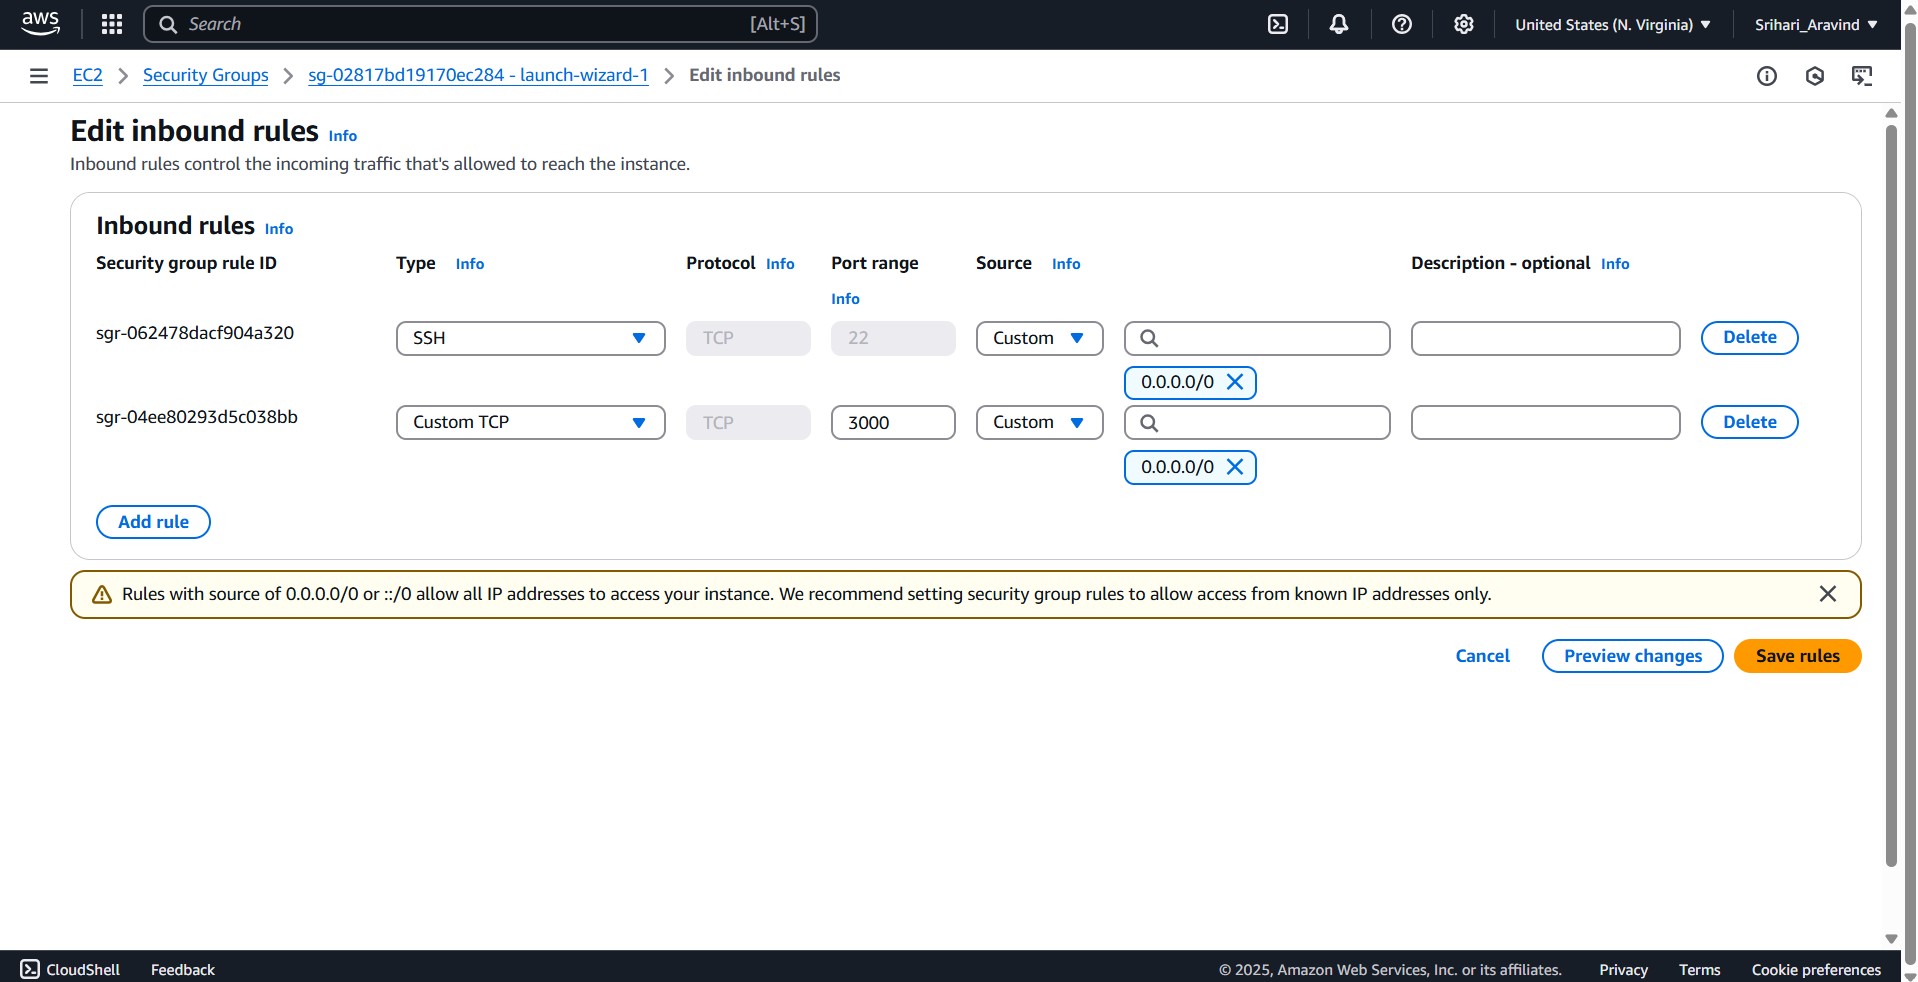 aws Search [Alt+S] United States (N. Virginia) Srihari_Aravind
EC2 Security Groups sg-02817bd19170ec284 - launch-wizard-1 Edit inbound rules
Edit inbound rules Info
Inbound rules control the incoming traffic that's allowed to reach the instance.
Inbound rules Info
Security group rule ID Type Info Protocol Info Port range Source Info Description - optional Info
Info
sgr-062478dacf904a320 SSH TCP 22 Custom Delete
0.0.0.0/0
sgr-04ee80293d5c038bb Custom TCP TCP 3000 Custom Delete
0.0.0.0/0
Add rule
Rules with source of 0.0.0.0/0 or ::/0 allow all IP addresses to access your instance. We recommend setting security group rules to allow access from known IP addresses only.
Cancel Preview changes Save rules
CloudShell Feedback © 2025, Amazon Web Services, Inc. or its affiliates. Privacy Terms Cookie preferences